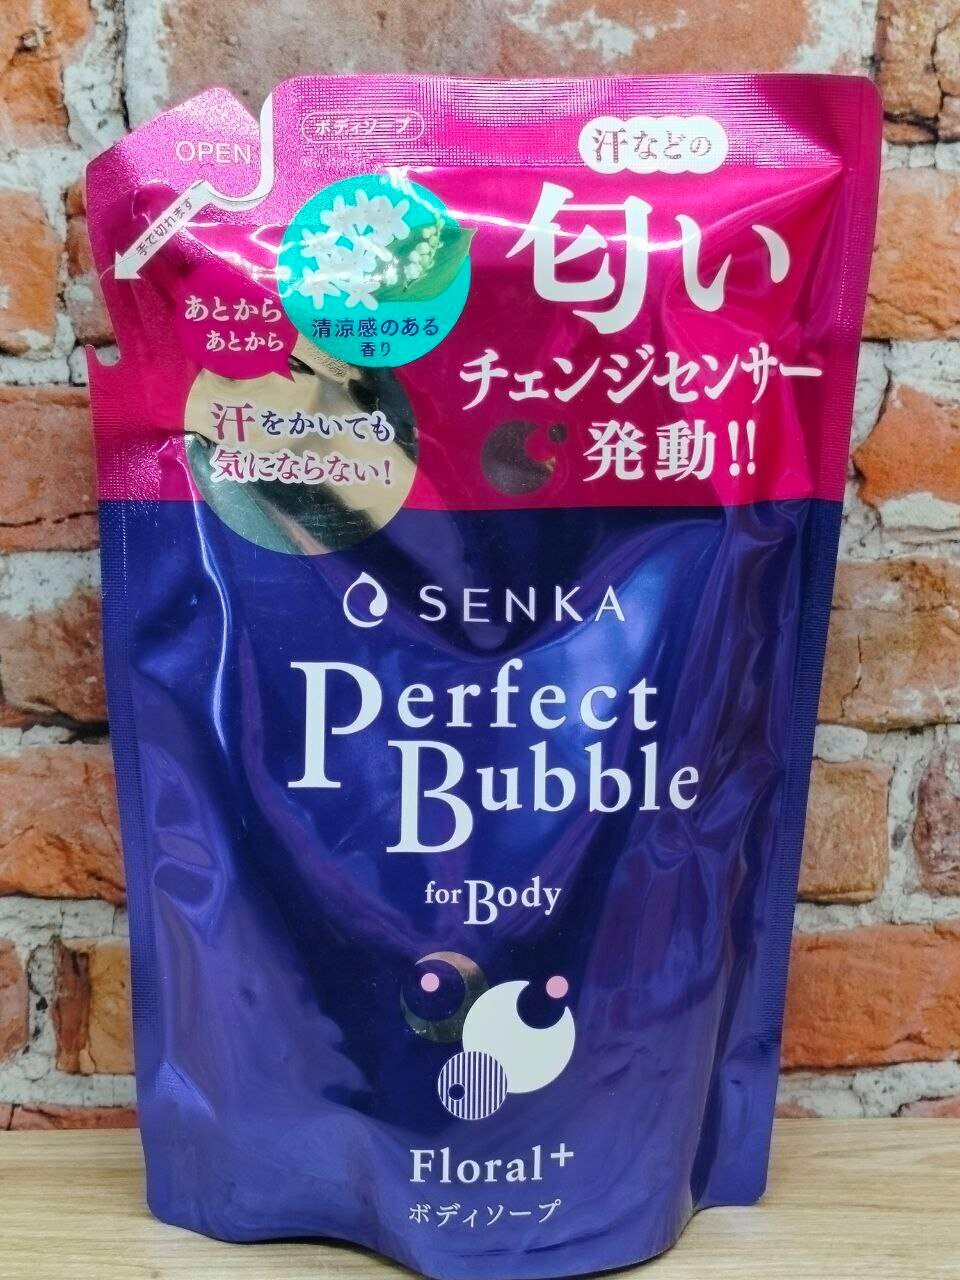 OPEN
手で切れます
ボディソープ
汗などの
匂い
チェンジセンサー
発動!!
清涼感のある
香り
あとから
あとから
汗をかいても
気にならない!
SENKA
Perfect
Bubble
for Body
Floral+
ボディソープ